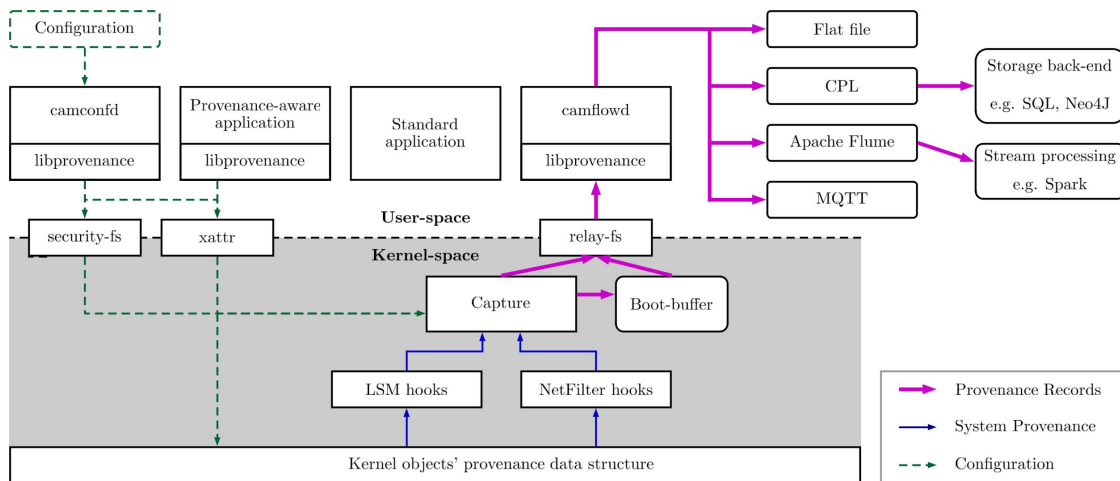 Configuration
camconfd
libprovenance
Provenance-aware
application
libprovenance
Standard
application
camflowd
libprovenance
Flat file
CPL
Apache Flume
MQTT
Storage back-end
e.g. SQL, Neo4J
Stream processing
e.g. Spark
User-space
security-fs
xattr
relay-fs
Kernel-space
Capture
Boot-buffer
LSM hooks
NetFilter hooks
Kernel objects' provenance data structure
Provenance Records
System Provenance
Configuration